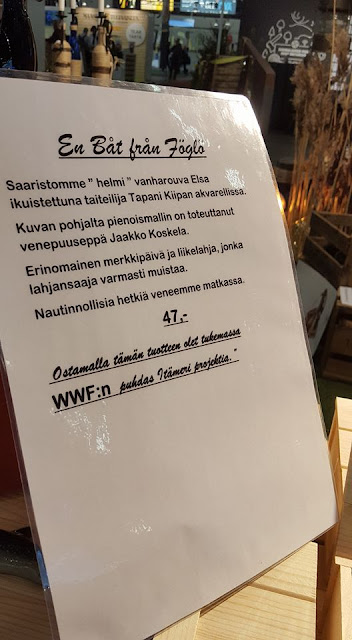 En Båt från Föglö
Saaristomme " helmi " vanharouva Elsa
ikuistettuna taiteilija Tapani Kiipan akvarellissa.
Kuvan pohjalta pienoismallin on toteuttanut
venepuuseppä Jaakko Koskela.
Erinomainen merkkipäivä ja liikelahja, jonka
lahjansaaja varmasti muistaa.
Nautinnollisia hetkiä veneemme matkassa.
47,-
Ostamalla tämän tuotteen olet tukemassa
WWF:n puhdas Itämeri projektia."